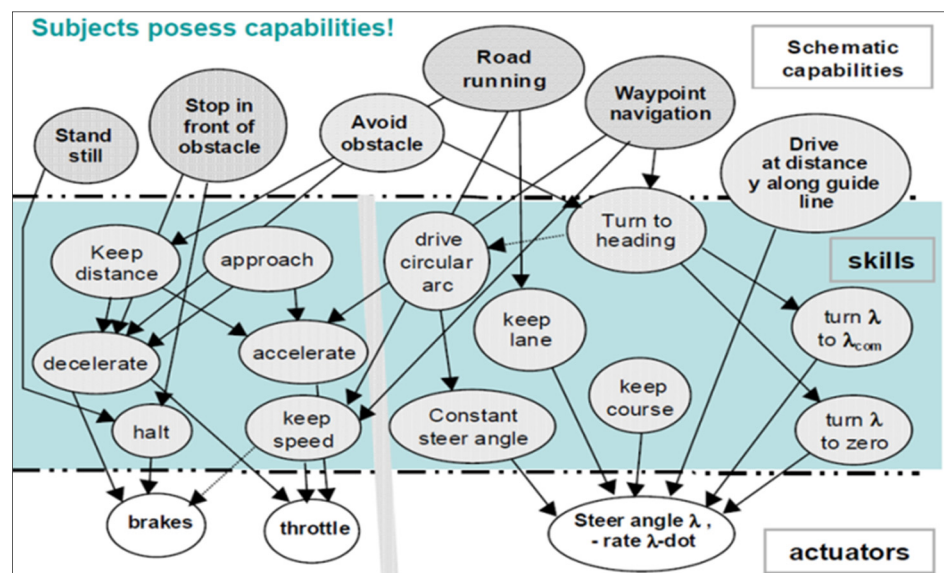 Subjects posess capabilities!
Schematic
capabilities
Road
running
Waypoint
navigation
Stop in
front of
obstacle
Avoid
obstacle
Stand
still
Drive
at distance
y along guide
line
Keep
distance
approach
drive
circular
arc
Turn to
heading
skills
keep
lane
turn λ
to λcom
decelerate
accelerate
keep
course
halt
keep
speed
Constant
steer angle
turn λ
to zero
brakes
throttle
Steer angle λ ,
- rate λ-dot
actuators